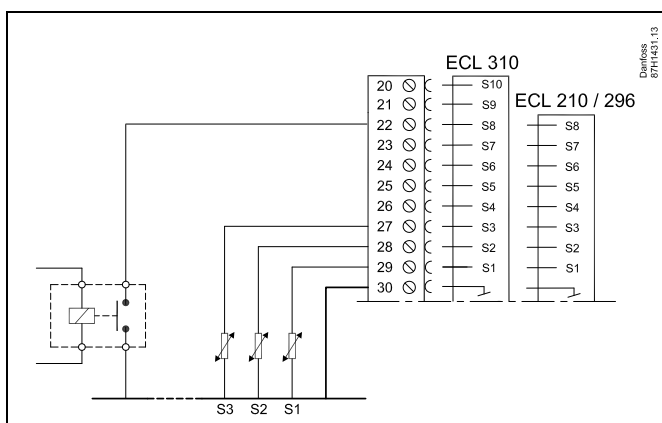 Danfoss
87H1431.13
ECL 310
ECL 210 / 296
20 S10
21 S9
22 S8 S8
23 S7 S7
24 S6 S6
25 S5 S5
26 S4 S4
27 S3 S3
28 S2 S2
29 S1 S1
30
S3 S2 S1